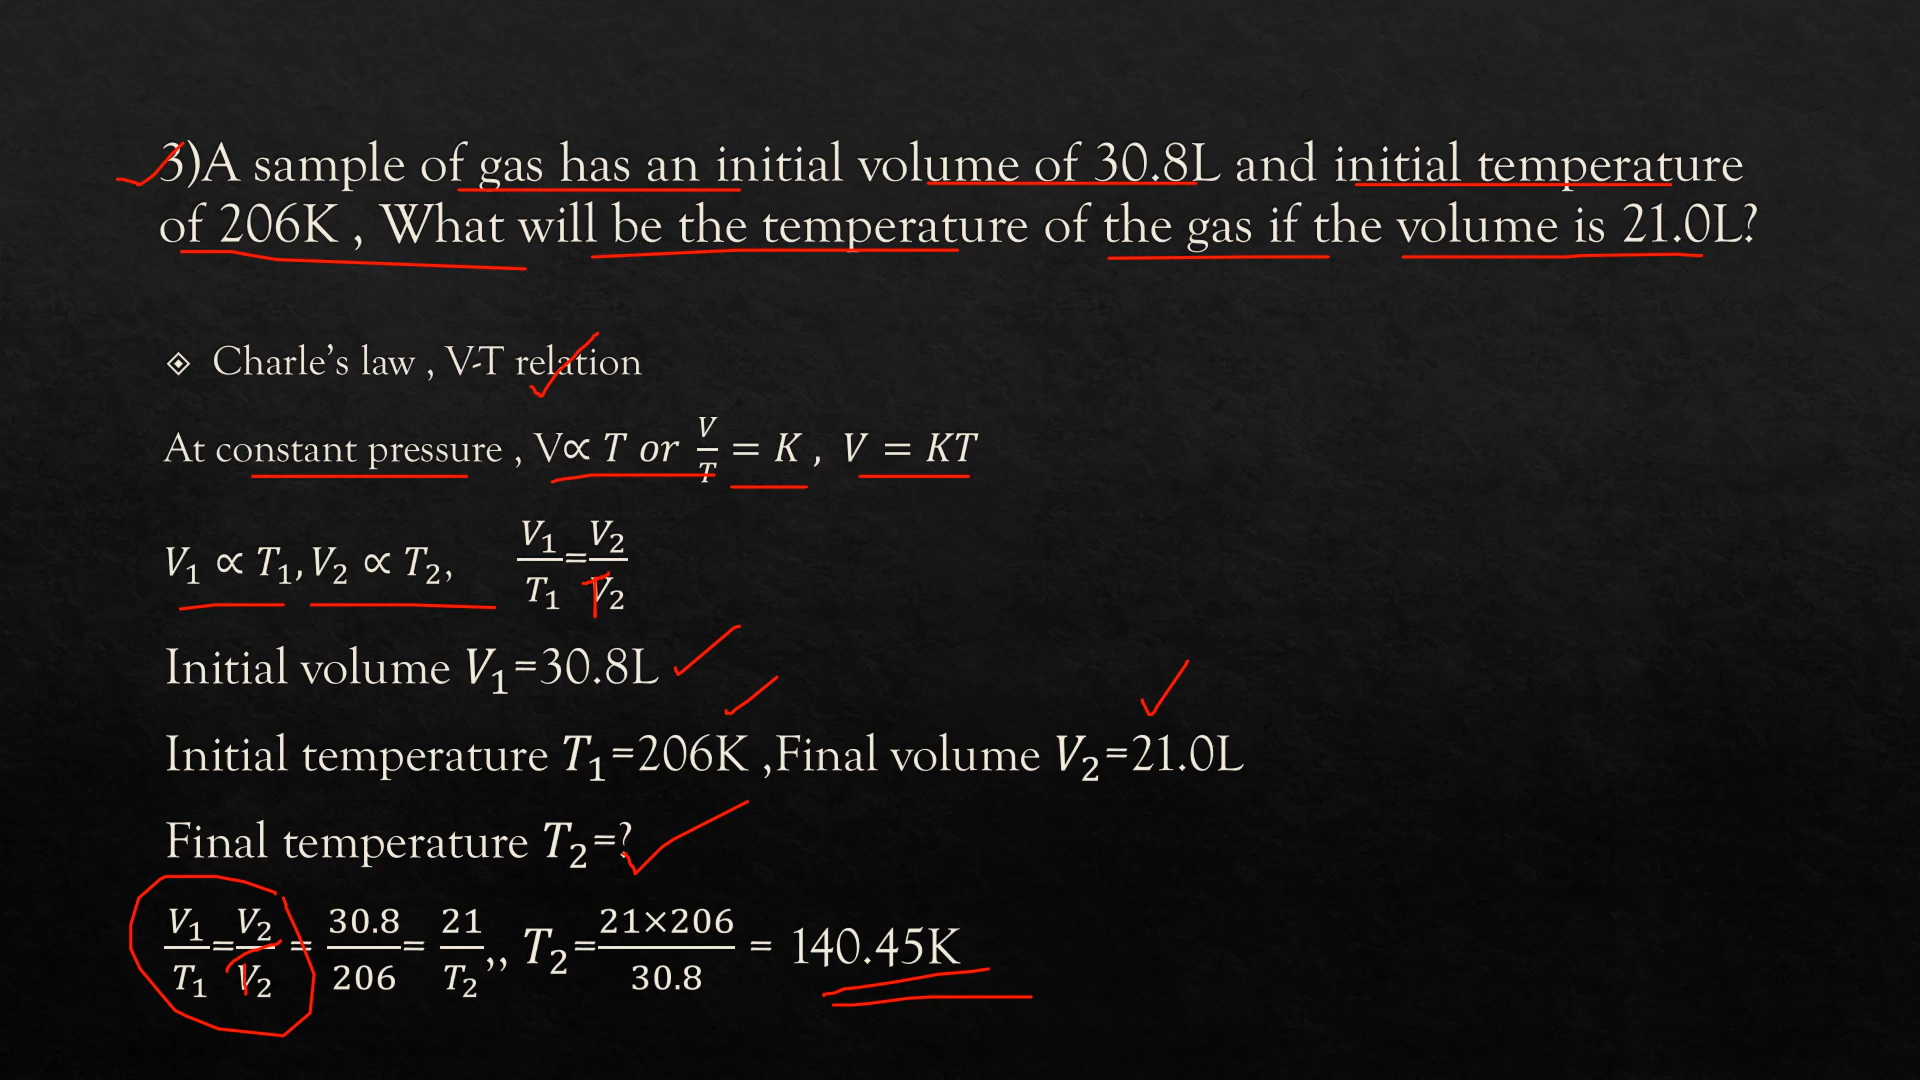 3)A sample of gas has an initial volume of 30.8L and initial temperature
of 206K , What will be the temperature of the gas if the volume is 21.0L?
Charle's law , V-T relation
At constant pressure , V∝ T or V/T = K , V = KT
V₁ ∝ T₁, V₂ ∝ T₂, V₁/T₁=V₂/V₂ T
Initial volume V₁=30.8L
Initial temperature T₁=206K ,Final volume V₂=21.0L
Final temperature T₂=?
V₁/T₁=V₂/V₂ T = 30.8/206= 21/T₂,, T₂=21×206/30.8 = 140.45K